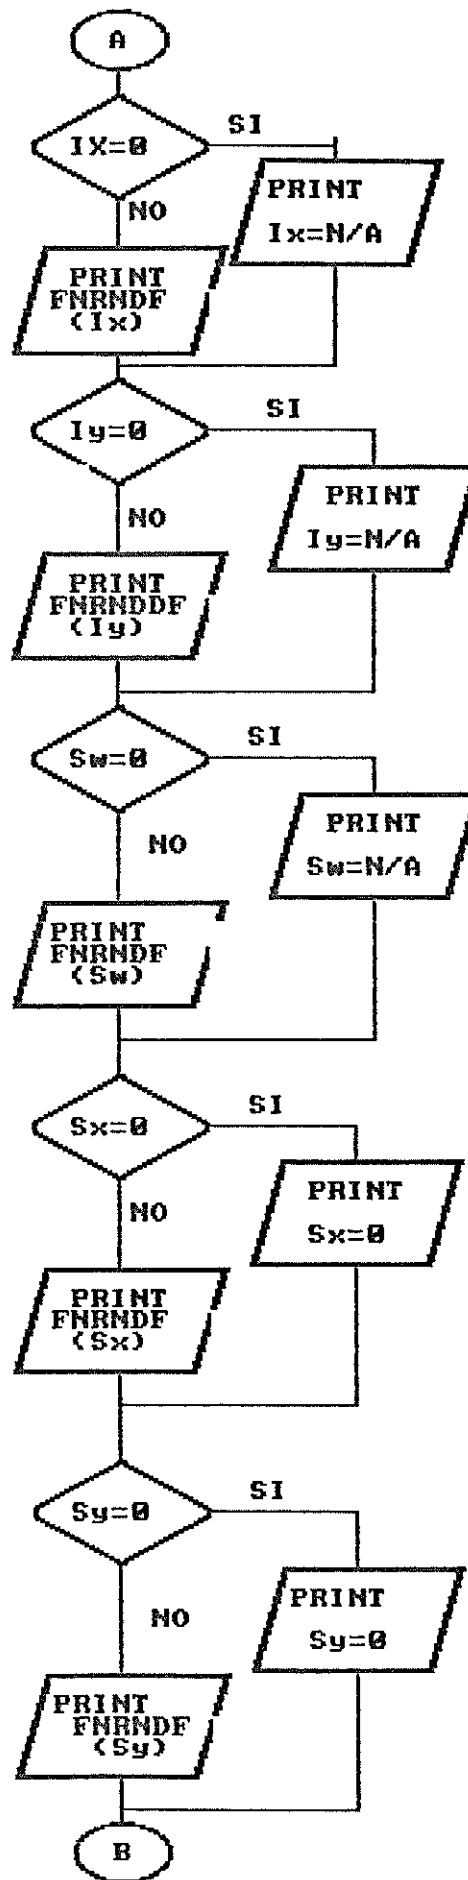 A
IX=0
SI
PRINT
Ix=N/A
NO
PRINT
FNRNDF
(Ix)
Iy=0
SI
PRINT
Iy=N/A
NO
PRINT
FNRNDDF
(Iy)
Sw=0
SI
PRINT
Sw=N/A
NO
PRINT
FNRNDF
(Sw)
Sx=0
SI
PRINT
Sx=0
NO
PRINT
FNRNDF
(Sx)
Sy=0
SI
PRINT
Sy=0
NO
PRINT
FNRNDF
(Sy)
B